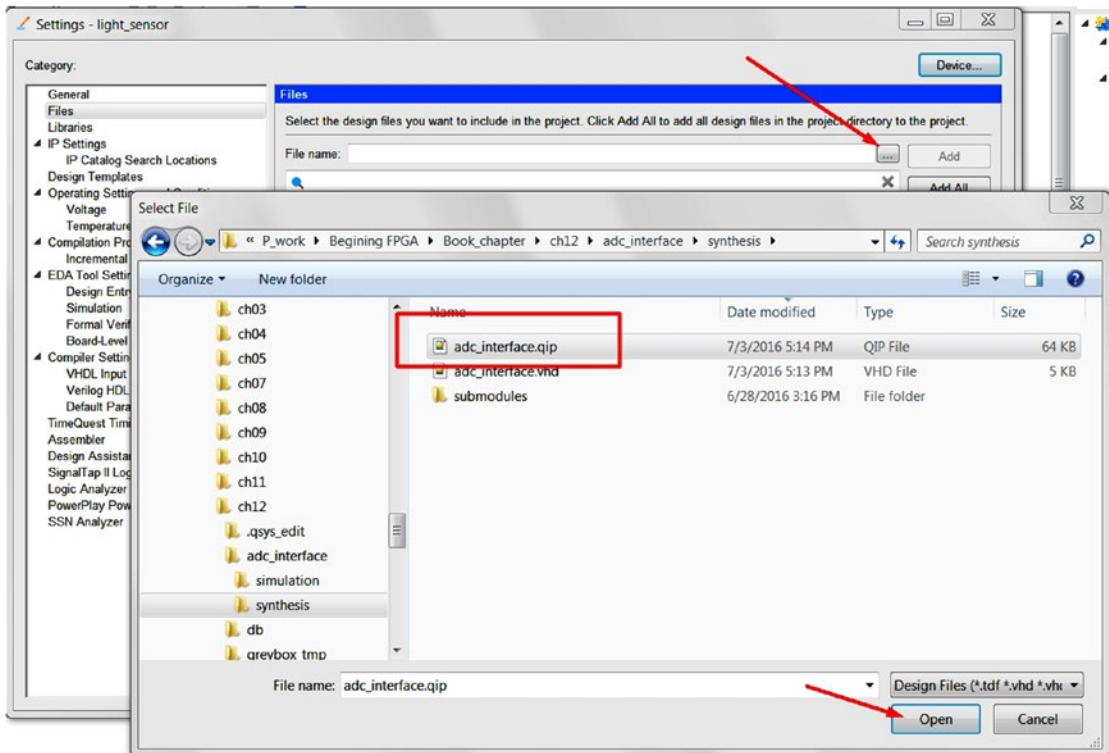 Settings - light_sensor
Category:
Device...
General
Files
Libraries
IP Settings
IP Catalog Search Locations
Design Templates
Operating Settin
Voltage
Temperature
Compilation Pro
Incremental
EDA Tool Settin
Design Entry
Simulation
Formal Verif
Board-Level
Compiler Settin
VHDL Input
Verilog HDL
Default Para
TimeQuest Timi
Assembler
Design Assistan
SignalTap II Log
Logic Analyzer
PowerPlay Pow
SSN Analyzer
Files
Select the design files you want to include in the project. Click Add All to add all design files in the project directory to the project.
File name:
...
Add
Add All
Select File
« P_work Begining FPGA Book_chapter ch12 adc_interface synthesis
Search synthesis
Organize New folder
ch03
ch04
ch05
ch07
ch08
ch09
ch10
ch11
ch12
.qsys_edit
adc_interface
simulation
synthesis
db
greybox_tmp
Name Date modified Type Size
adc_interface.qip 7/3/2016 5:14 PM QIP File 64 KB
adc_interface.vhd 7/3/2016 5:13 PM VHD File 5 KB
submodules 6/28/2016 3:16 PM File folder
File name: adc_interface.qip
Design Files (*.tdf *.vhd *.vhc
Open Cancel